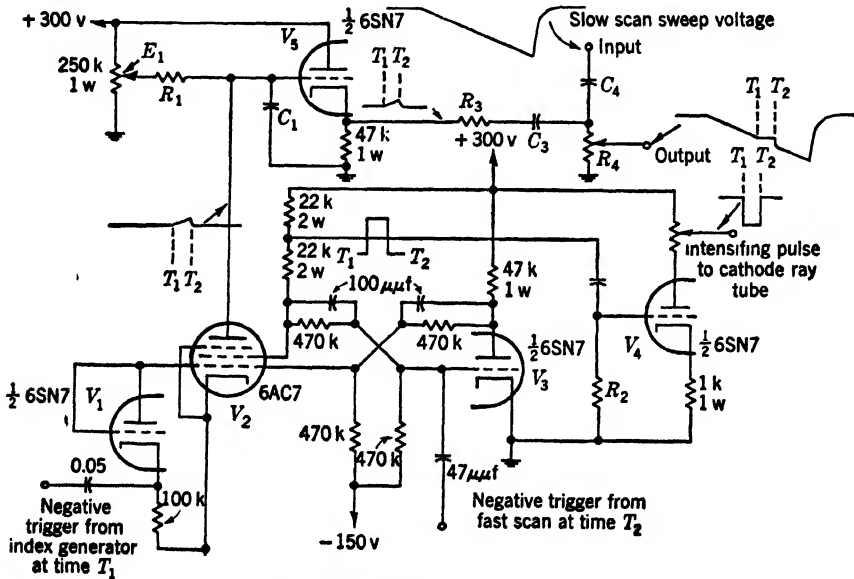 + 300 v
½ 6SN7
V₅
E₁
250 k
1 w
R₁
C₁
47 k
1 w
T₁ T₂
R₃
+ 300 v
C₃
Slow scan sweep voltage
Input
C₄
R₄
Output
T₁ T₂
T₁ T₂
Intensifing pulse
to cathode ray
tube
22 k
2 w
22 k
2 w
T₁ T₂
100 μμf
47 k
1 w
470 k
470 k
T₁ T₂
½ 6SN7
V₁
V₂
6AC7
½ 6SN7
V₃
V₄
½ 6SN7
R₂
1 k
1 w
470 k
470 k
47 μμf
0.05
100 k
Negative
trigger from
index generator
at time T₁
− 150 v
Negative trigger from
fast scan at time T₂